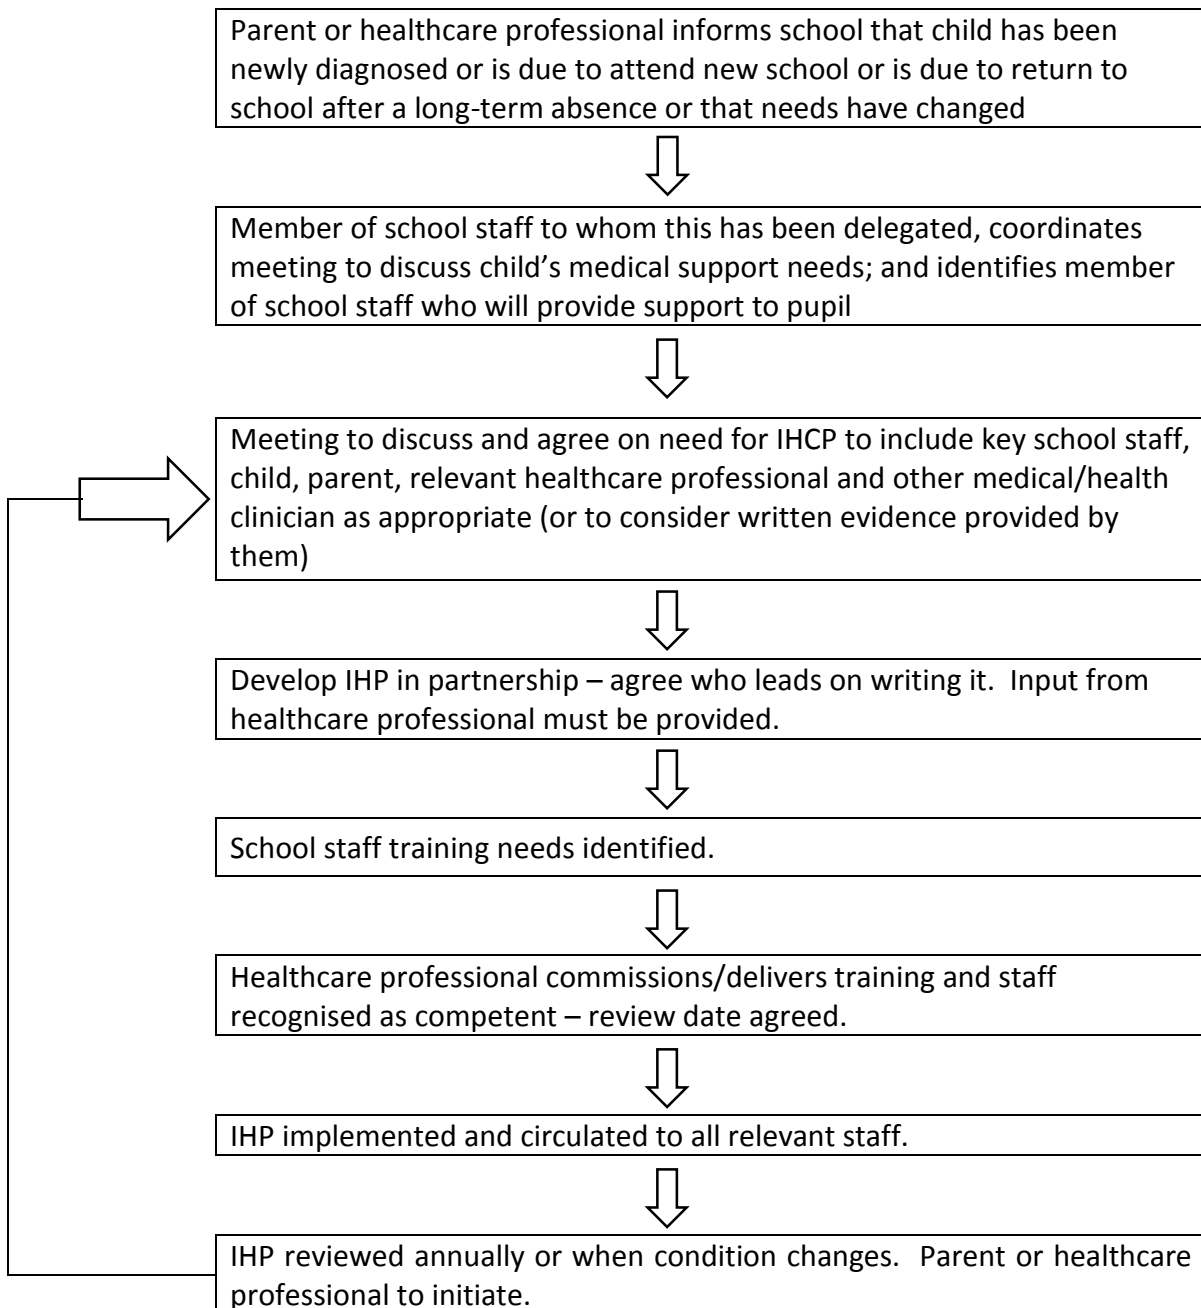 Parent or healthcare professional informs school that child has been
newly diagnosed or is due to attend new school or is due to return to
school after a long-term absence or that needs have changed
Member of school staff to whom this has been delegated, coordinates
meeting to discuss child’s medical support needs; and identifies member
of school staff who will provide support to pupil
Meeting to discuss and agree on need for IHCP to include key school staff,
child, parent, relevant healthcare professional and other medical/health
clinician as appropriate (or to consider written evidence provided by
them)
Develop IHP in partnership – agree who leads on writing it.  Input from
healthcare professional must be provided.
School staff training needs identified.
Healthcare professional commissions/delivers training and staff
recognised as competent – review date agreed.
IHP implemented and circulated to all relevant staff.
IHP reviewed annually or when condition changes.  Parent or healthcare
professional to initiate.